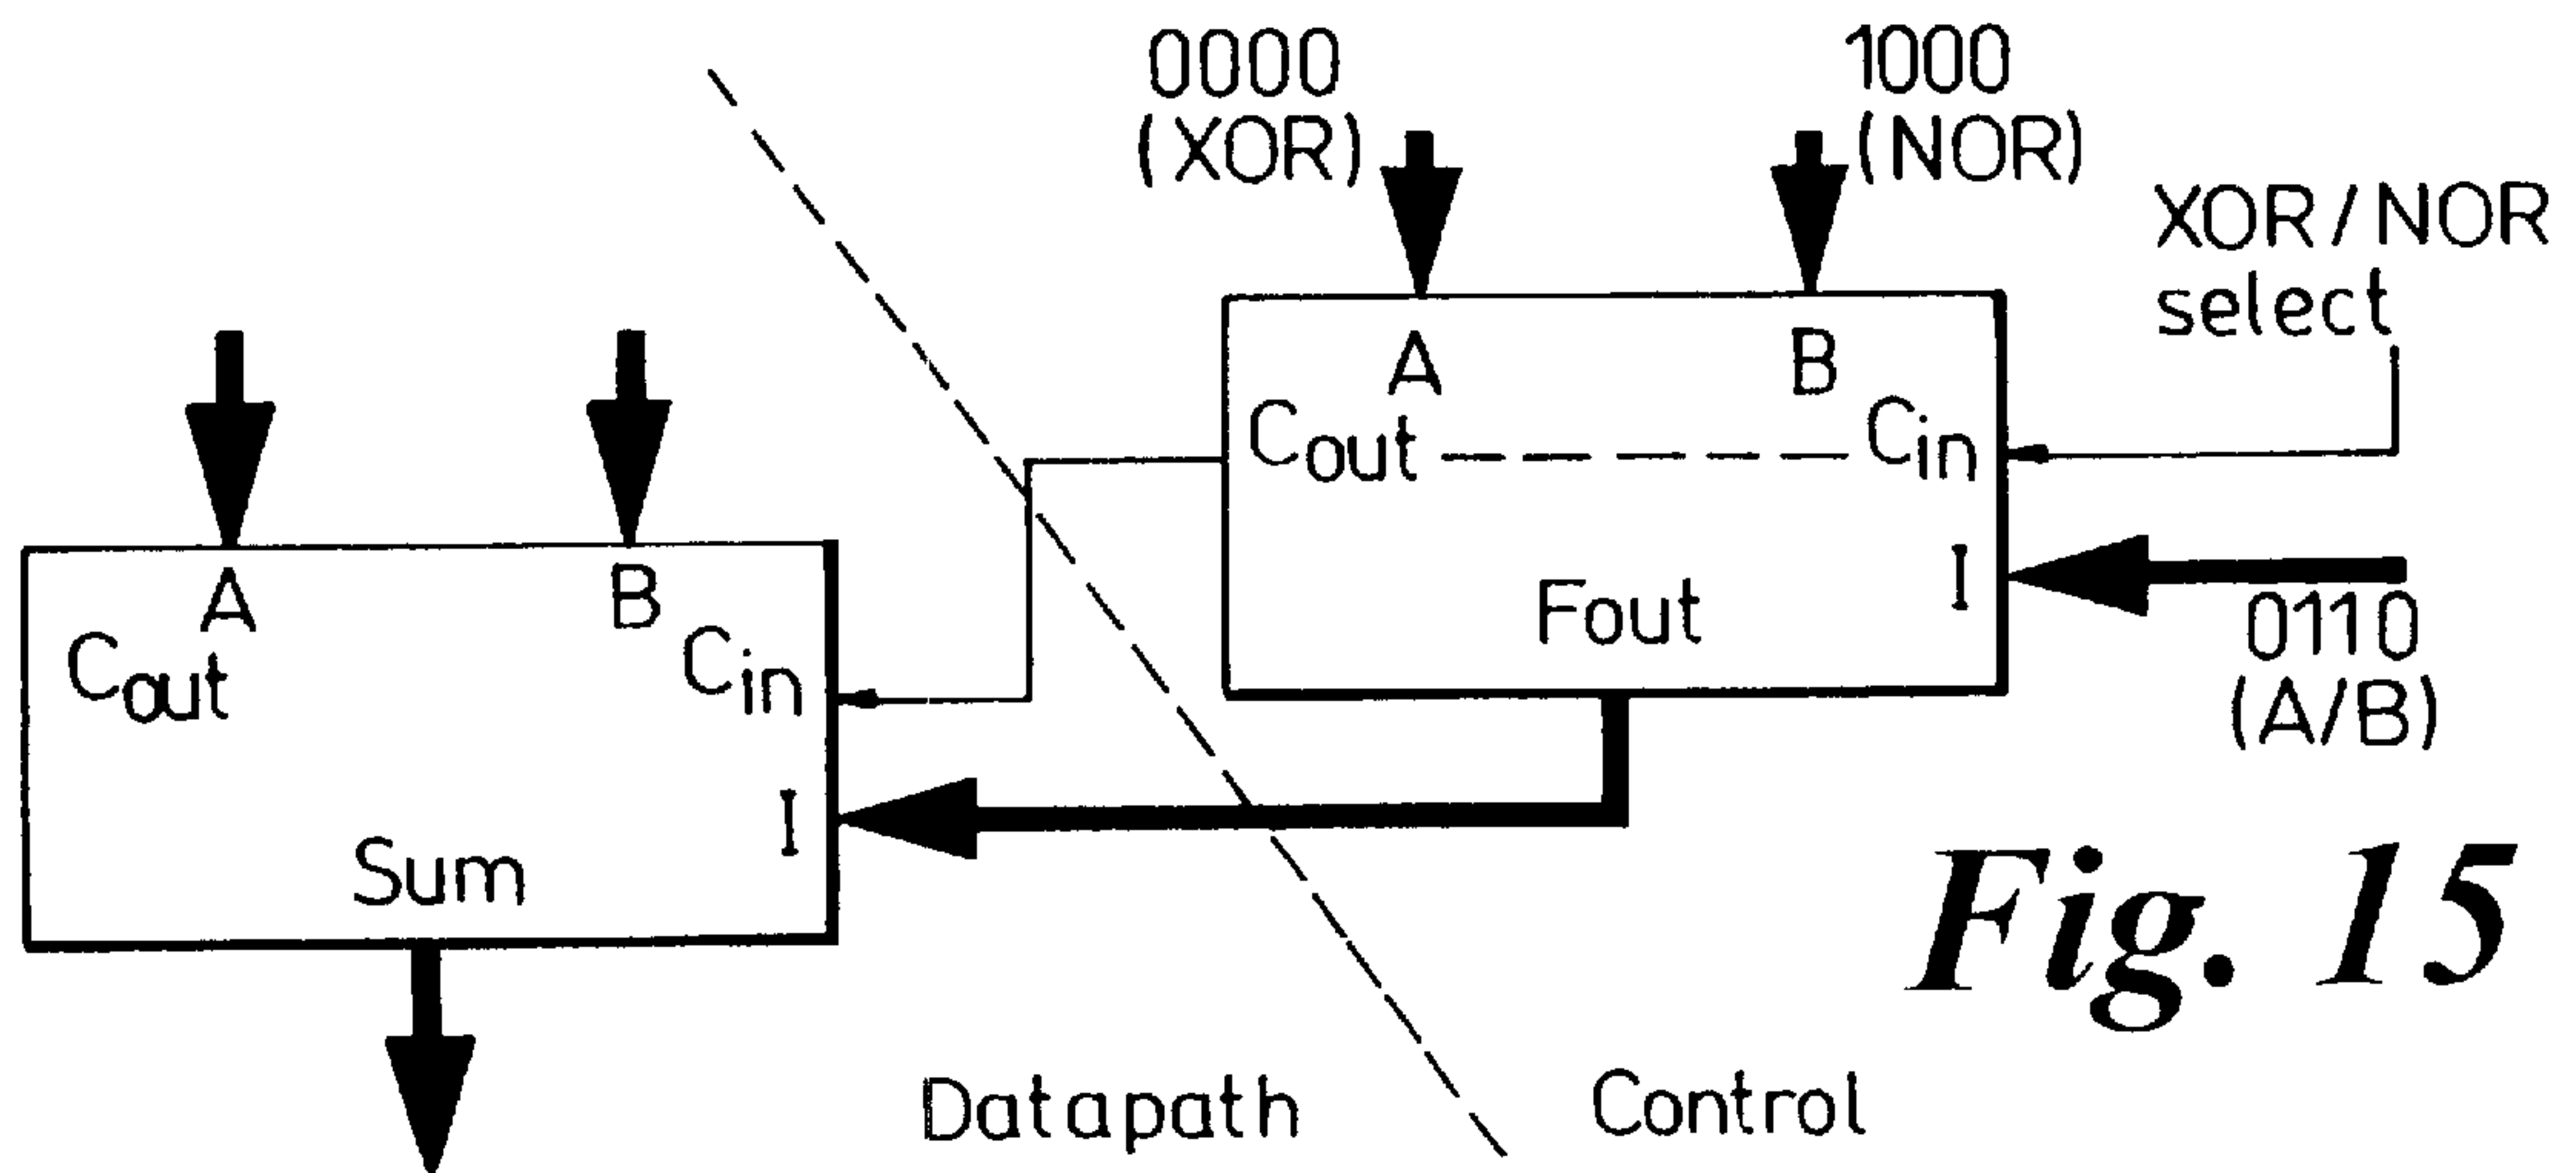 0000
(XOR)
1000
(NOR)
XOR/NOR
select
A
B
Cout
Cin
I
Fout
0110
(A/B)
A
B
Cout
Cin
I
Sum
Fig. 15
Datapath
Control